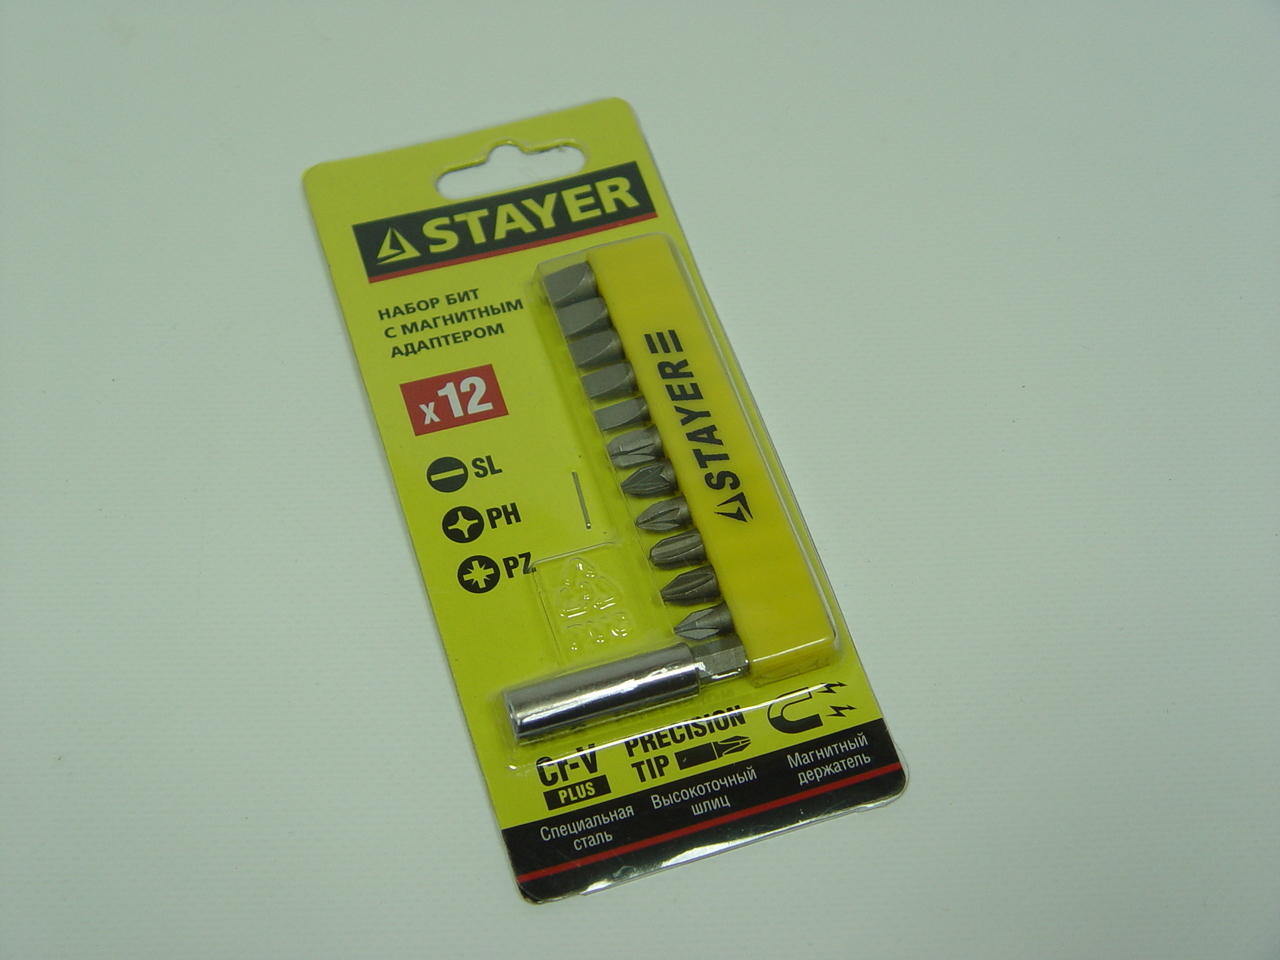 STAYER
НАБОР БИТ
С МАГНИТНЫМ
АДАПТЕРОМ
x12
SL
PH
PZ
STAYER
Cr-V
PLUS
PRECISION
TIP
Специальная
сталь
Высокоточный
шлиц
Магнитный
держатель